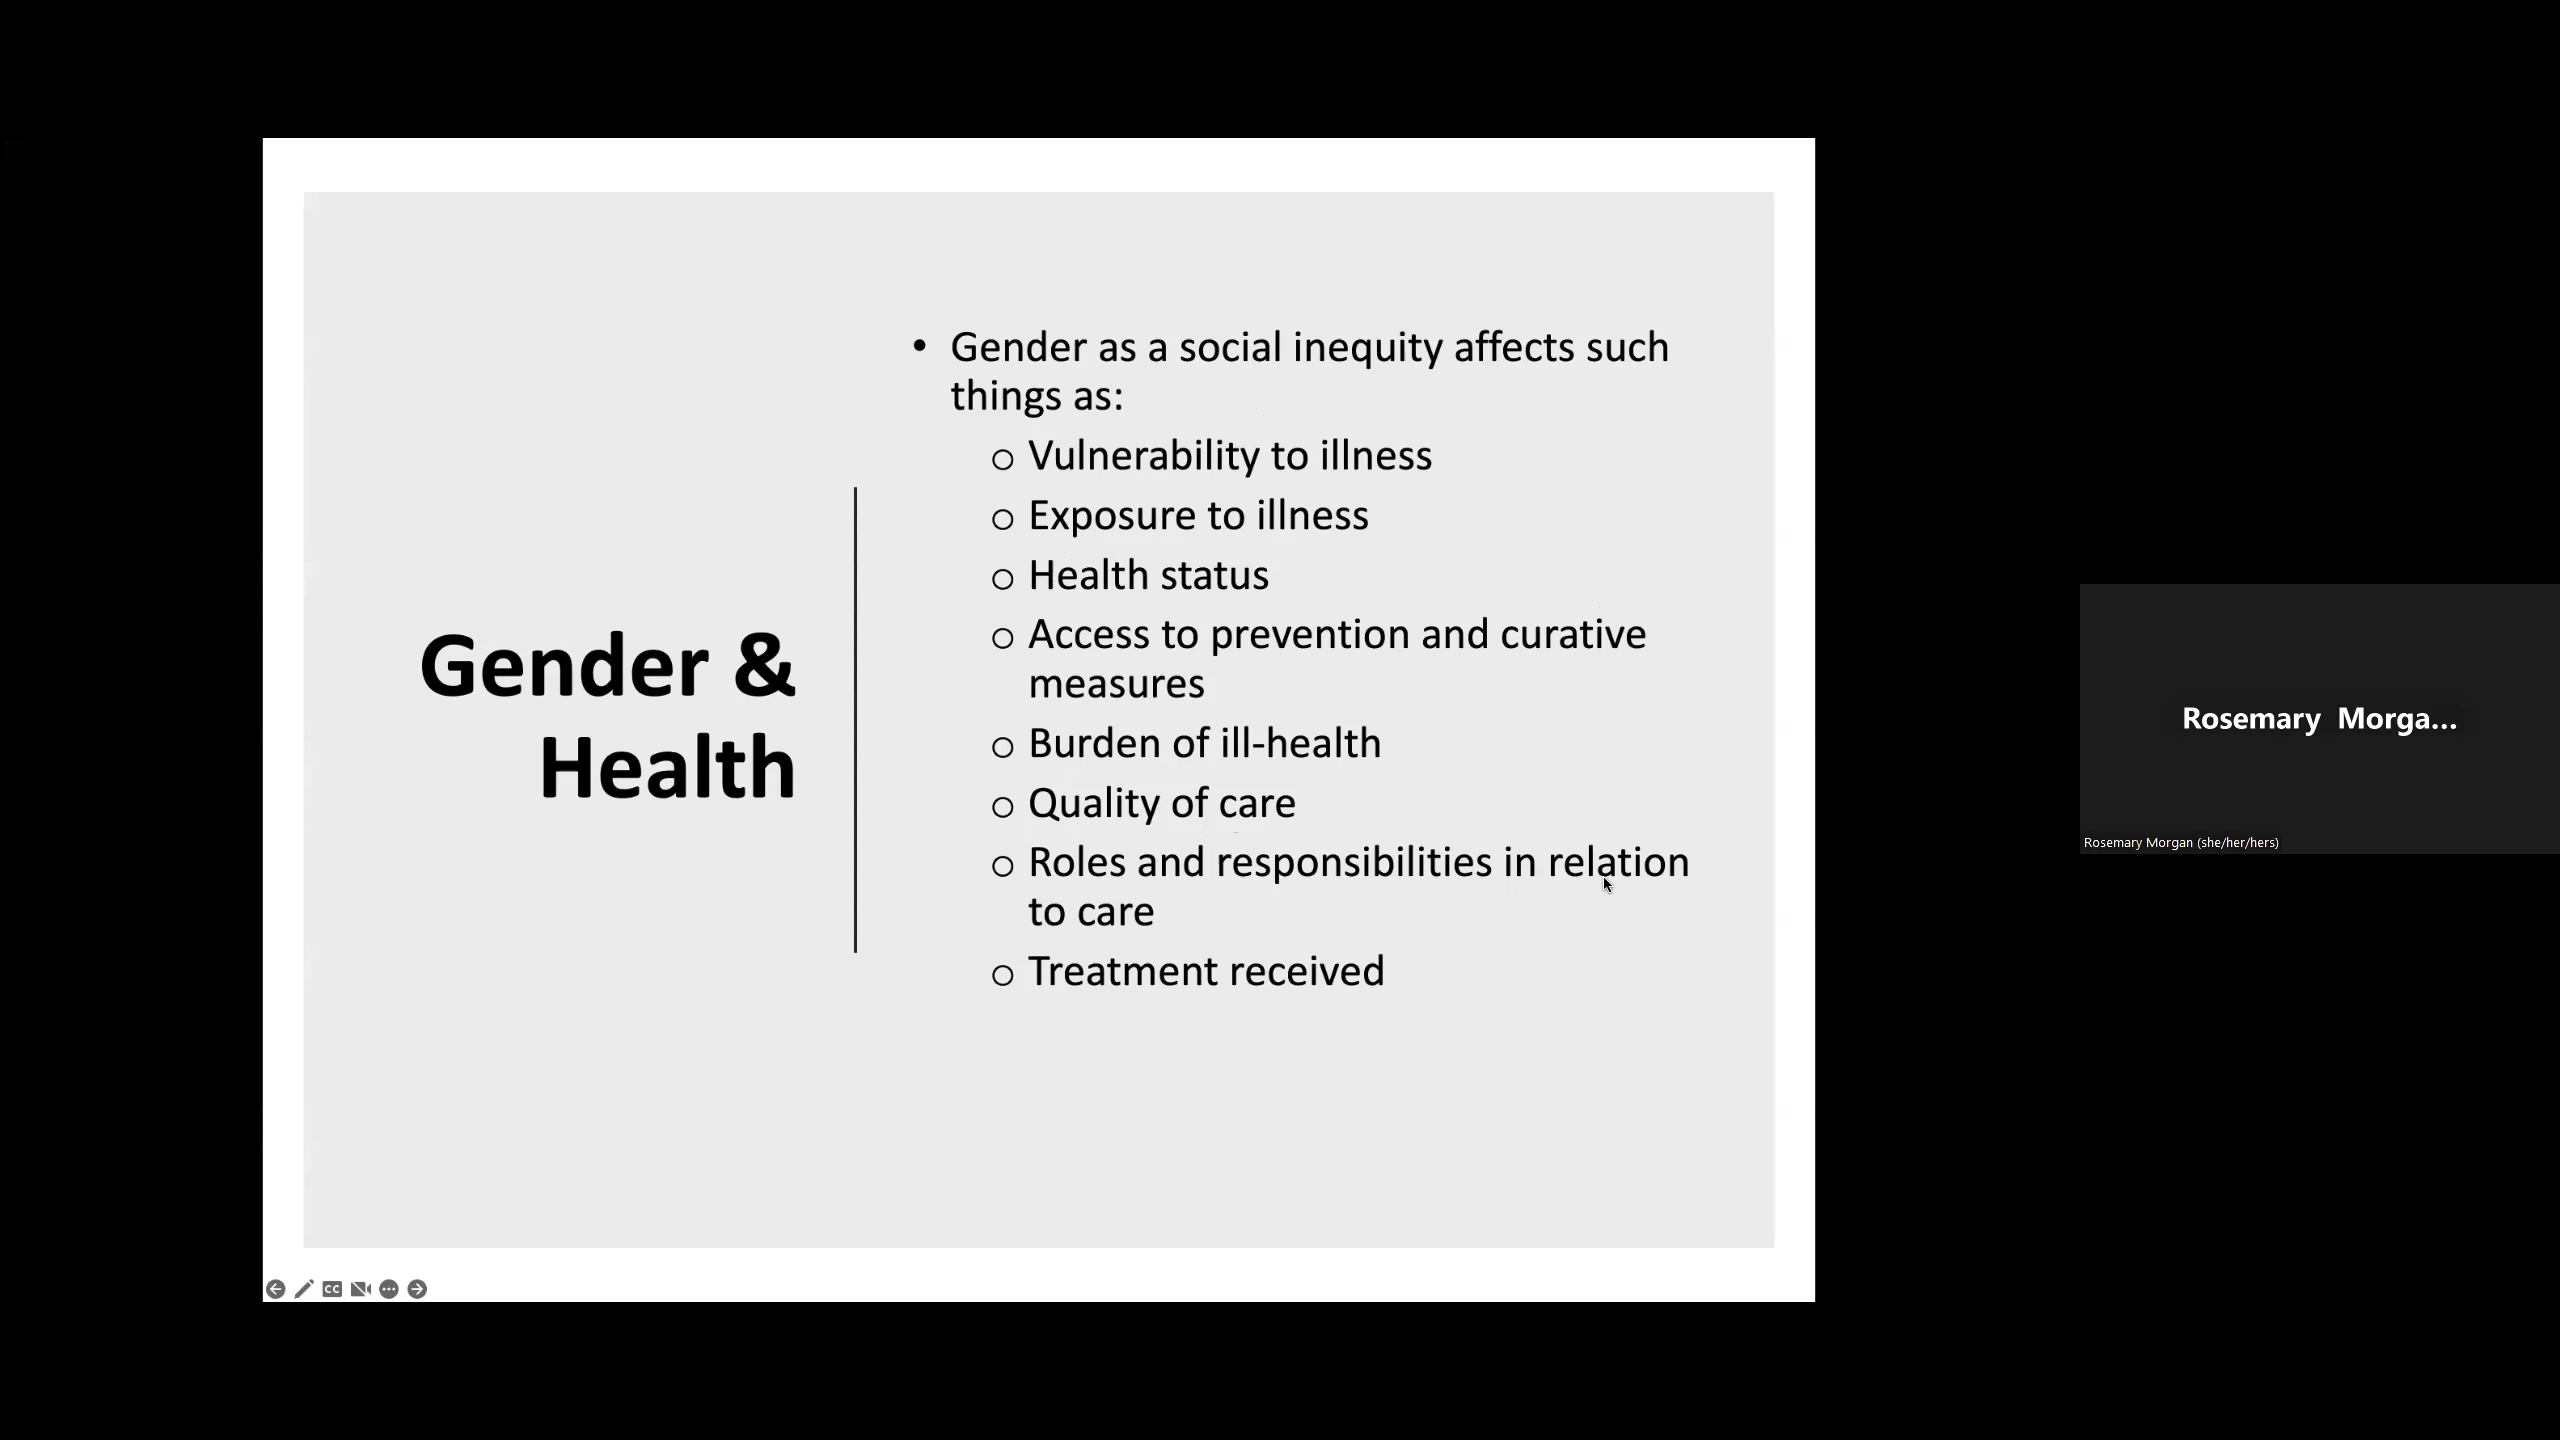 Gender &
Health
• Gender as a social inequity affects such
things as:
o Vulnerability to illness
o Exposure to illness
o Health status
o Access to prevention and curative
measures
o Burden of ill-health
o Quality of care
o Roles and responsibilities in relation
to care
o Treatment received
CC
Rosemary Morga...
Rosemary Morgan (she/her/hers)